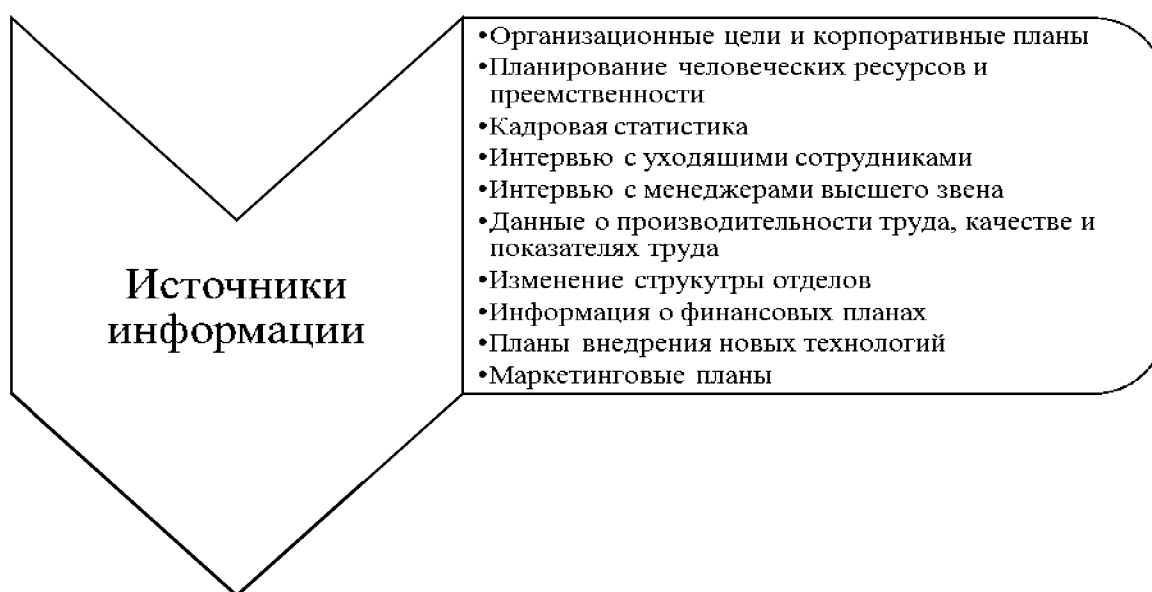 Источники
информации
•Организационные цели и корпоративные планы
•Планирование человеческих ресурсов и
преемственности
•Кадровая статистика
•Интервью с уходящими сотрудниками
•Интервью с менеджерами высшего звена
•Данные о производительности труда, качестве и
показателях труда
•Изменение струкутры отделов
•Информация о финансовых планах
•Планы внедрения новых технологий
•Маркетинговые планы